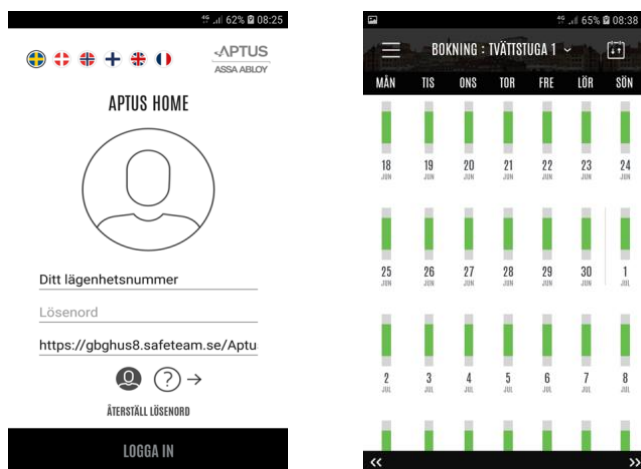 4G 62% 08:25
APTUS
ASSA ABLOY
APTUS HOME
Ditt lägenhetsnummer
Lösenord
https://gbghus8.safeteam.se/Aptu
?
ÅTERSTÄLL LÖSENORD
LOGGA IN
4G 65% 08:38
BOKNING : TVÄTTSTUGA 1
MÅN TIS ONS TOR FRE LÖR SÖN
18 19 20 21 22 23 24
JUN JUN JUN JUN JUN JUN JUN
25 26 27 28 29 30 1
JUN JUN JUN JUN JUN JUN JUL
2 3 4 5 6 7 8
JUL JUL JUL JUL JUL JUL JUL
<< >>